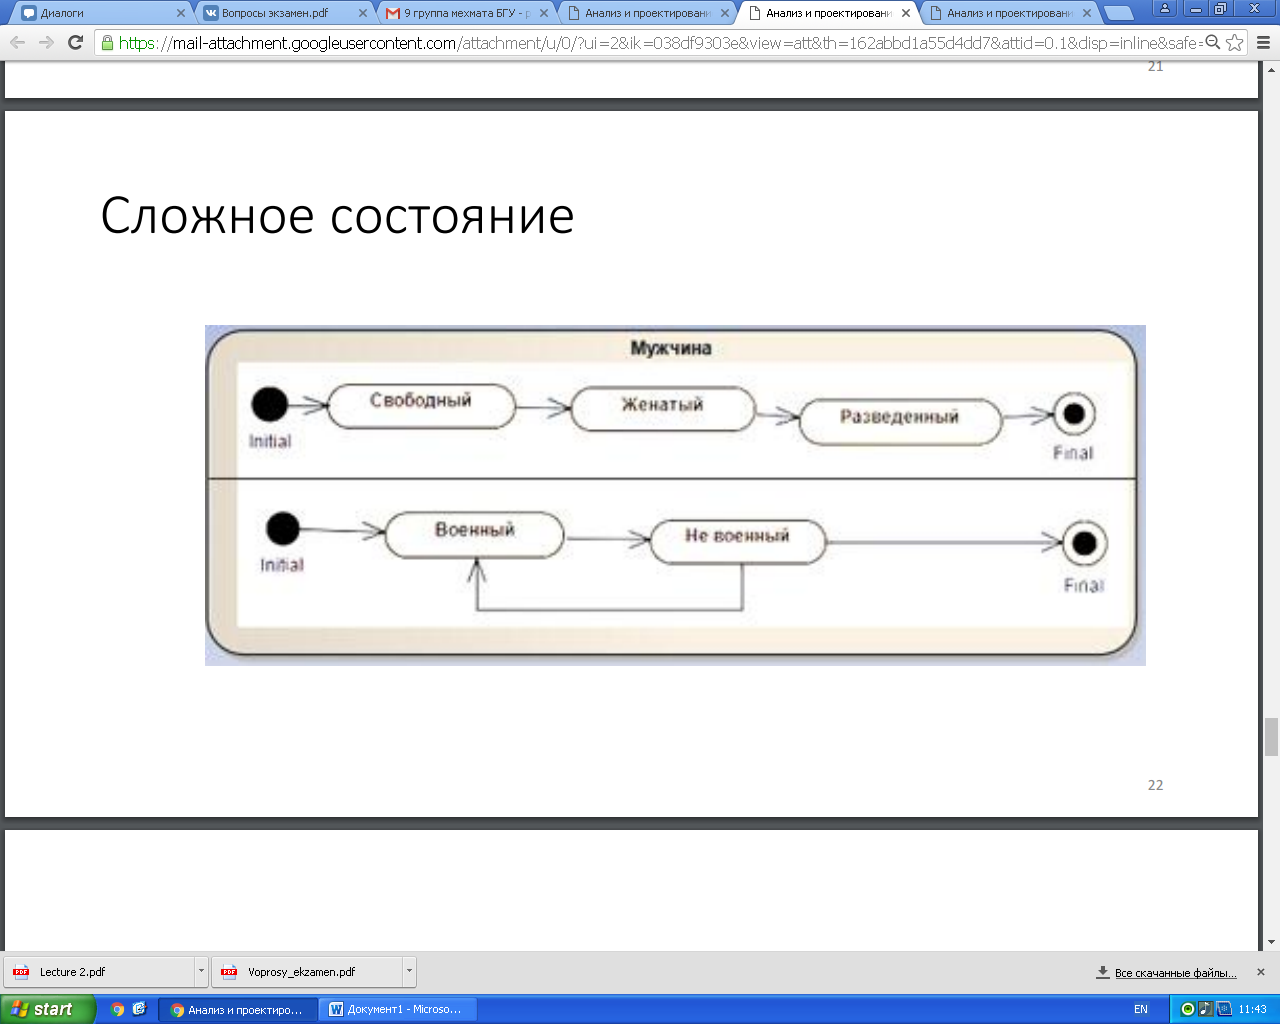 Диалоги
Вопросы экзамен.pdf
9 группа мехмата БГУ - р
Анализ и проектировани
Анализ и проектировани
Анализ и проектировани
https://mail-attachment.googleusercontent.com/attachment/u/0/?ui=2&ik=038df9303e&view=att&th=162abbd1a55d4dd7&attid=0.1&disp=inline&safe=
21
Сложное состояние
Мужчина
Свободный
Женатый
Разведенный
Initial
Final
Военный
Не военный
Initial
Final
22
Lecture 2.pdf
Voprosy_ekzamen.pdf
Все скачанные файлы...
start
Анализ и проектиро...
Документ1 - Microso...
EN
11:43